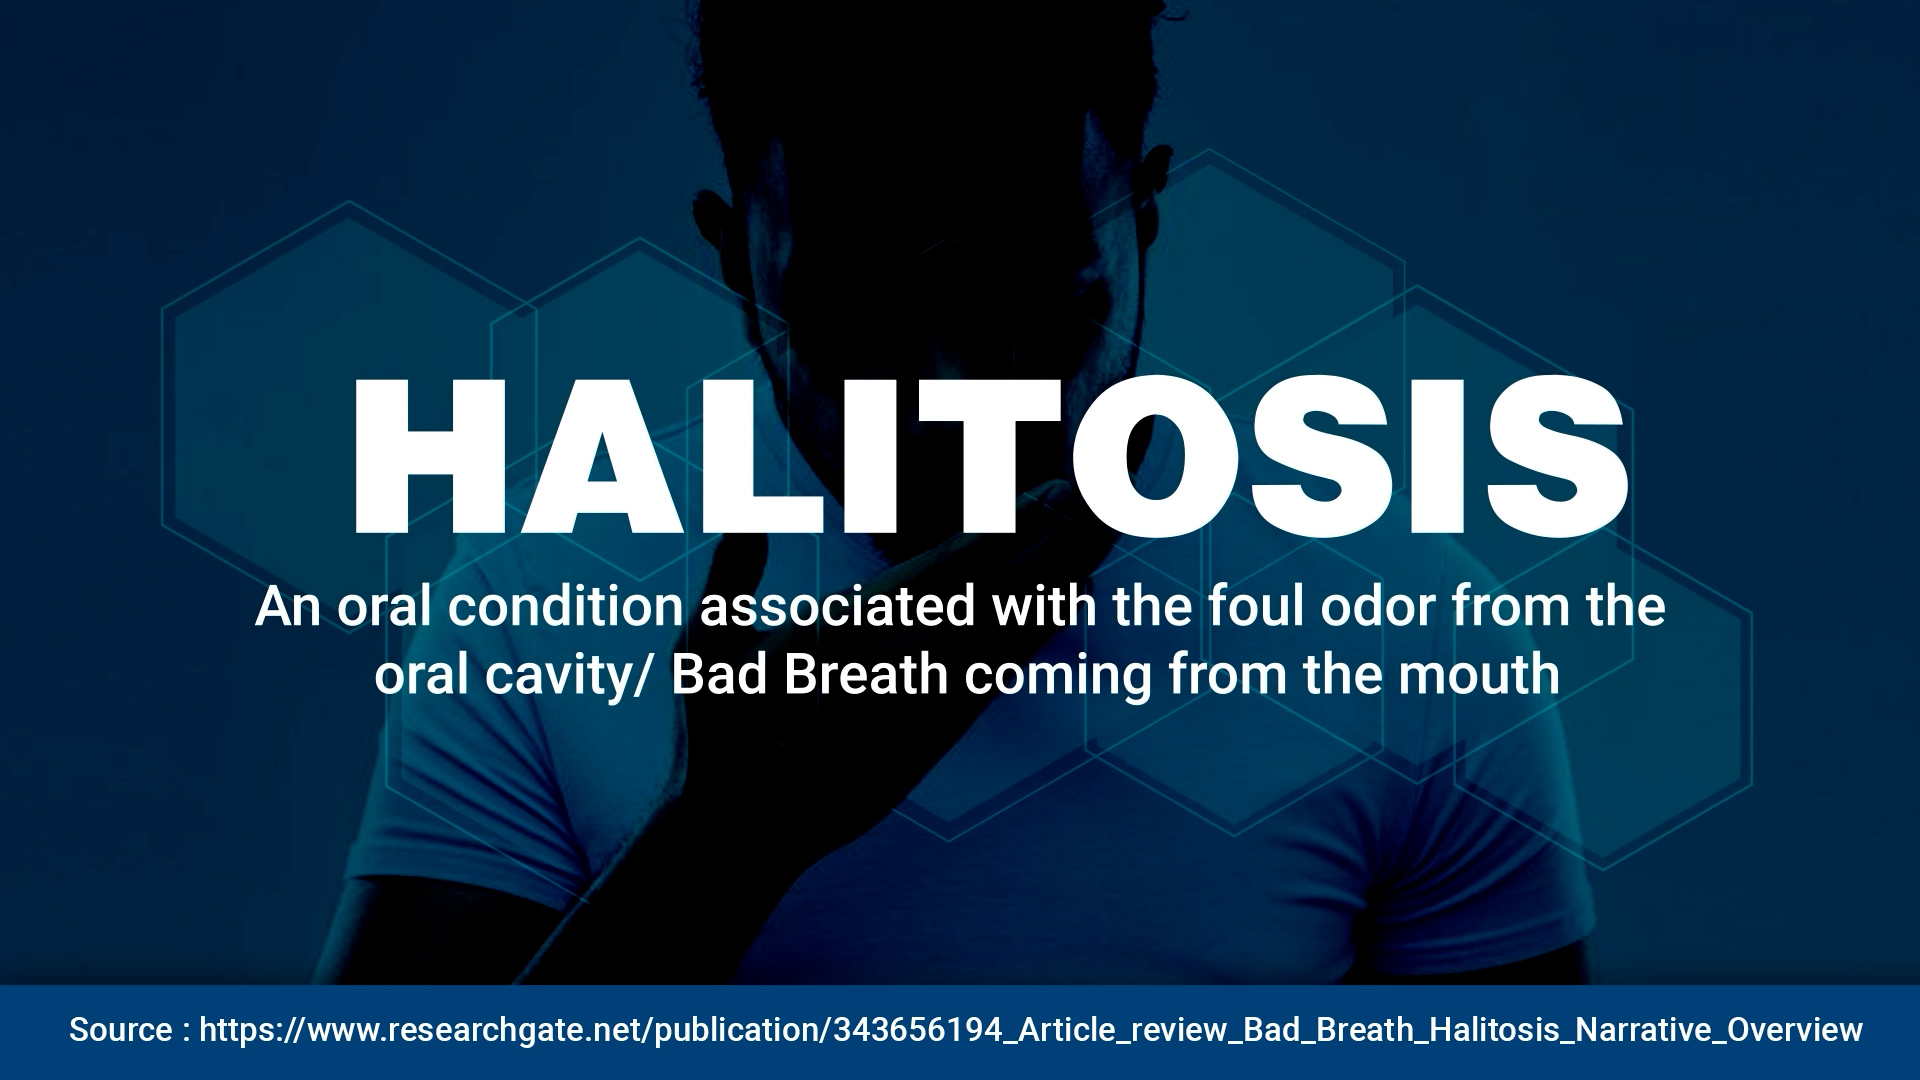 HALITOSIS
An oral condition associated with the foul odor from the
oral cavity/ Bad Breath coming from the mouth
Source : https://www.researchgate.net/publication/343656194_Article_review_Bad_Breath_Halitosis_Narrative_Overview